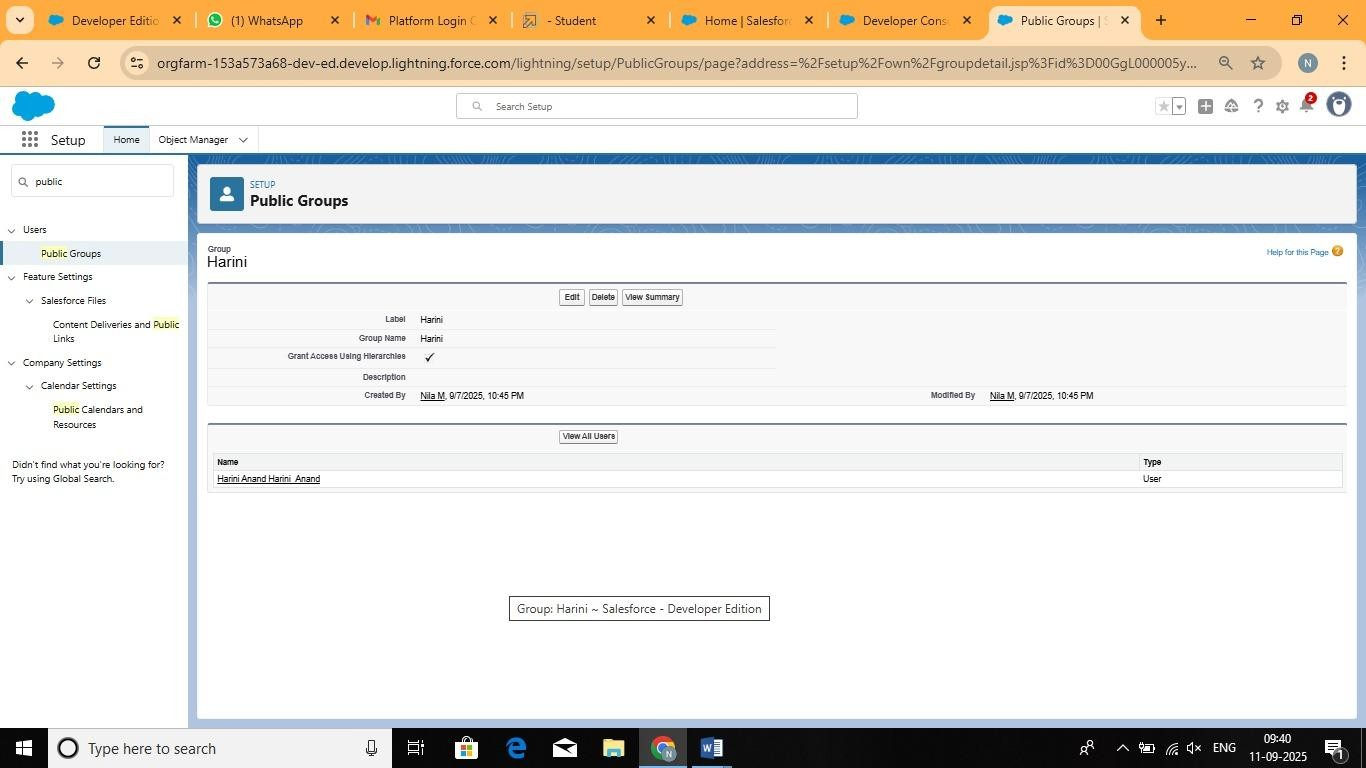 Developer Editio
(1) WhatsApp
Platform Login C
- Student
Home | Salesforc
Developer Conso
Public Groups | S
orgfarm-153a573a68-dev-ed.develop.lightning.force.com/lightning/setup/PublicGroups/page?address=%2Fsetup%2Fown%2Fgroupdetail.jsp%3Fid%3D00GgL000005y...
N
Search Setup
2
Setup
Home
Object Manager
public
Users
Public Groups
Feature Settings
Salesforce Files
Content Deliveries and Public
Links
Company Settings
Calendar Settings
Public Calendars and
Resources
Didn't find what you're looking for?
Try using Global Search.
SETUP
Public Groups
Group
Harini
Help for this Page
Edit Delete View Summary
Label Harini
Group Name Harini
Grant Access Using Hierarchies
Description
Created By Nila M, 9/7/2025, 10:45 PM Modified By Nila M, 9/7/2025, 10:45 PM
View All Users
Name Type
Harini Anand Harini_Anand User
Group: Harini ~ Salesforce - Developer Edition
Type here to search
ENG
09:40
11-09-2025
1